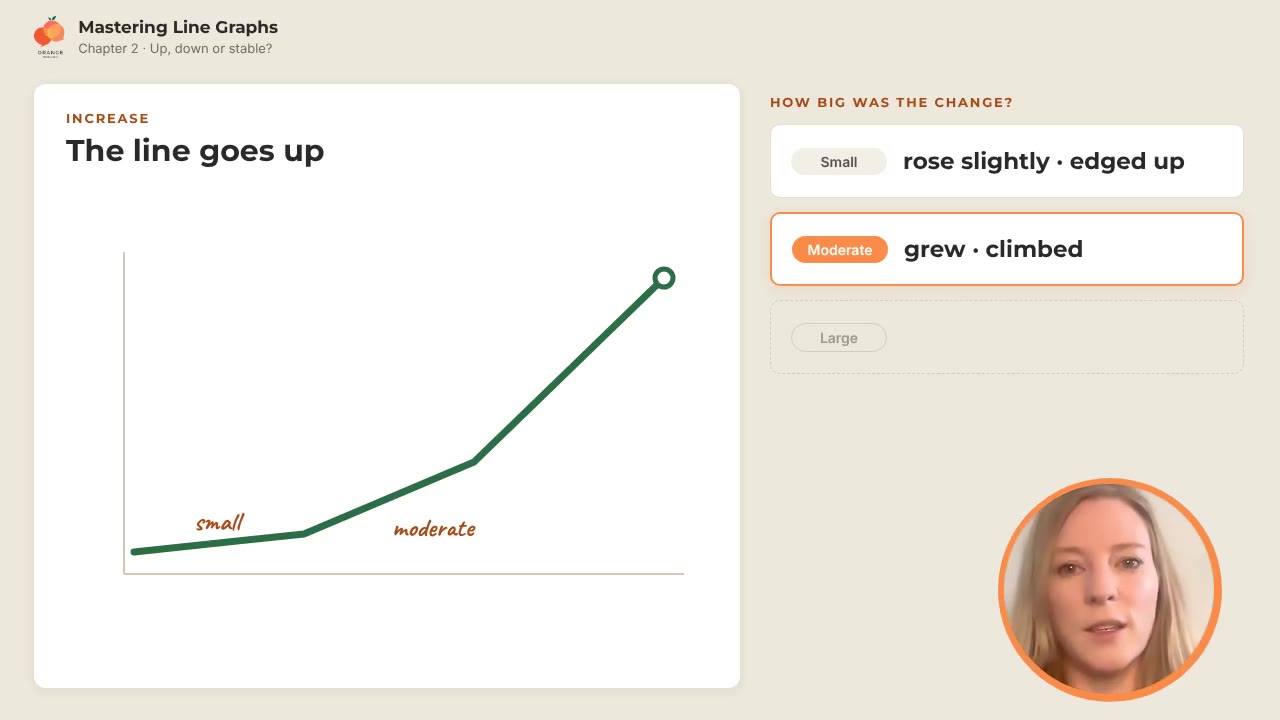 Mastering Line Graphs
Chapter 2 · Up, down or stable?
ORANGE
INCREASE
The line goes up
small
moderate
HOW BIG WAS THE CHANGE?
Small rose slightly · edged up
Moderate grew · climbed
Large